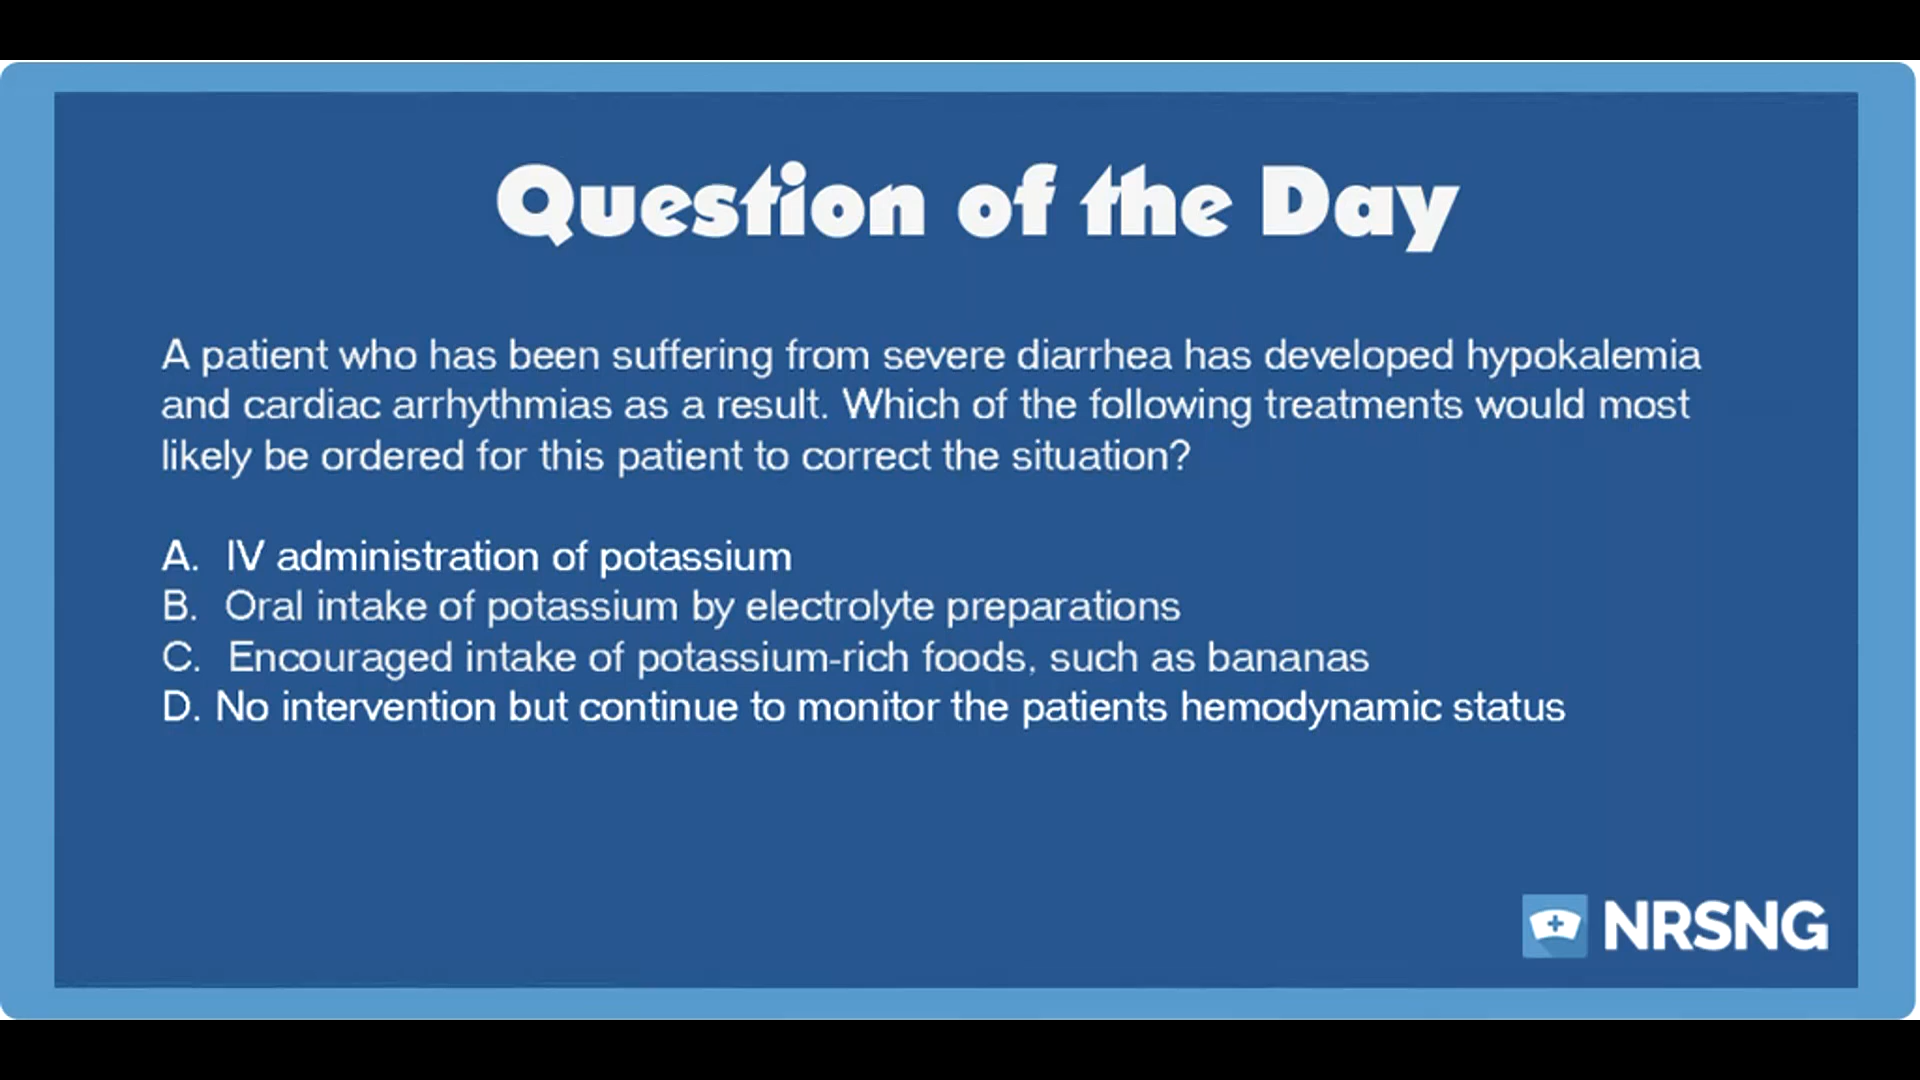 Question of the Day
A patient who has been suffering from severe diarrhea has developed hypokalemia
and cardiac arrhythmias as a result. Which of the following treatments would most
likely be ordered for this patient to correct the situation?
A. IV administration of potassium
B. Oral intake of potassium by electrolyte preparations
C. Encouraged intake of potassium-rich foods, such as bananas
D. No intervention but continue to monitor the patients hemodynamic status
NRSNG